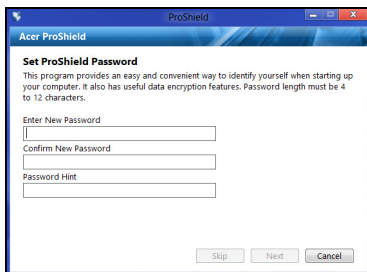 ProShield
Acer ProShield
Set ProShield Password
This program provides an easy and convenient way to identify yourself when starting up
your computer. It also has useful data encryption features. Password length must be 4
to 12 characters.
Enter New Password
Confirm New Password
Password Hint
Skip Next Cancel